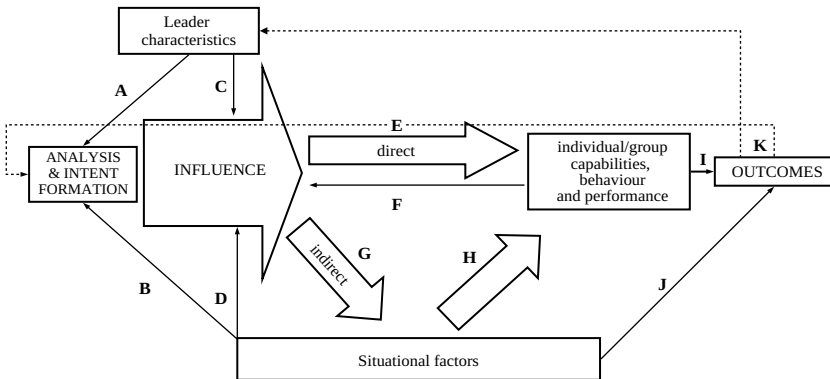 Leader
characteristics
A
C
E
K
ANALYSIS
& INTENT
FORMATION
INFLUENCE
direct
individual/group
capabilities,
behaviour
and performance
I
OUTCOMES
F
G
indirect
H
B
D
J
Situational factors